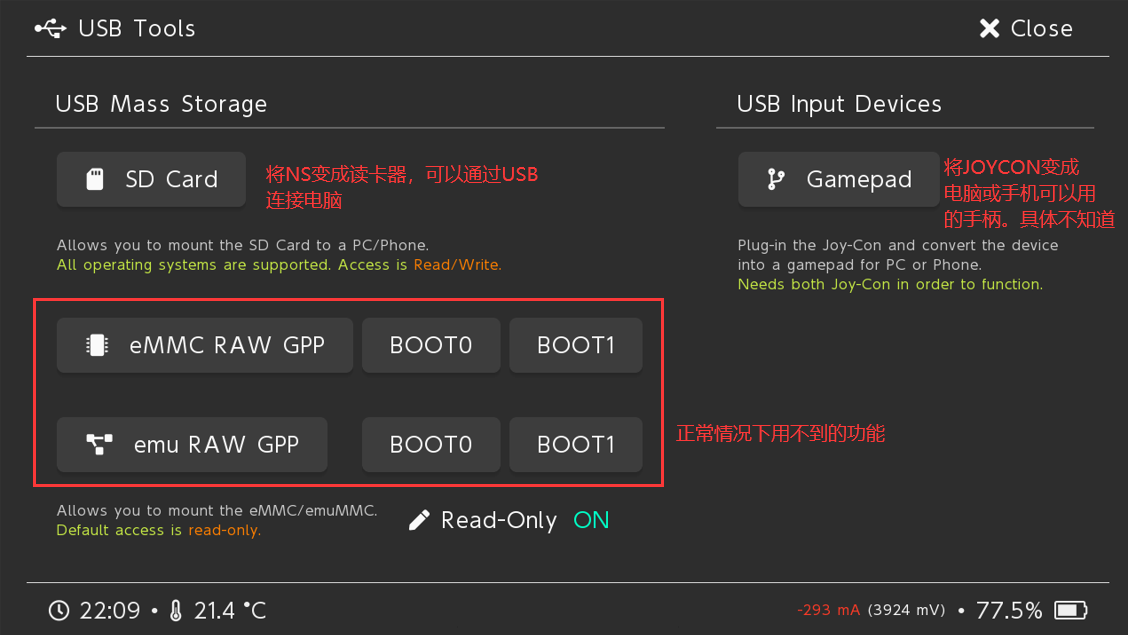 USB Tools
Close
USB Mass Storage
SD Card
将NS变成读卡器，可以通过USB
连接电脑
Allows you to mount the SD Card to a PC/Phone.
All operating systems are supported. Access is Read/Write.
eMMC RAW GPP BOOT0 BOOT1
emu RAW GPP BOOT0 BOOT1
正常情况下用不到的功能
Allows you to mount the eMMC/emuMMC.
Default access is read-only.
Read-Only ON
USB Input Devices
Gamepad
将JOYCON变成
电脑或手机可以用
的手柄。具体不知道
Plug-in the Joy-Con and convert the device
into a gamepad for PC or Phone.
Needs both Joy-Con in order to function.
22:09 • 21.4 °C
-293 mA (3924 mV) • 77.5%